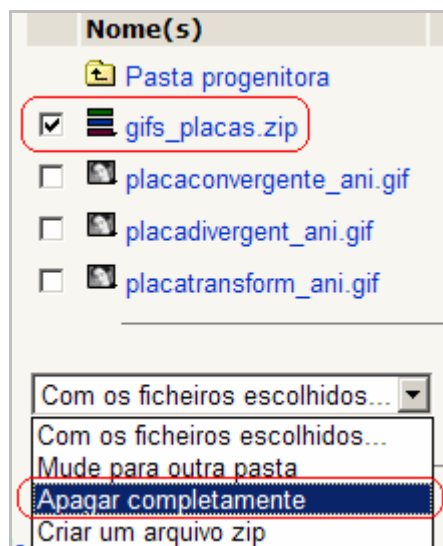 Nome(s)
Pasta progenitora
gifs_placas.zip
placaconvergente_ani.gif
placadivergent_ani.gif
placatransform_ani.gif
Com os ficheiros escolhidos...
Com os ficheiros escolhidos...
Mude para outra pasta
Apagar completamente
Criar um arquivo zip